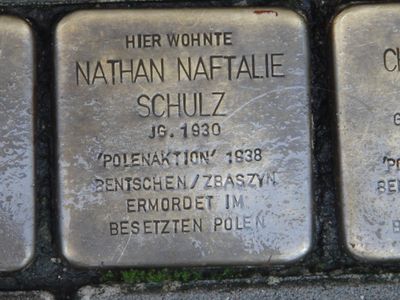 HIER WOHNTE
NATHAN NAFTALIE
SCHULZ
JG. 1930
'POLENAKTION' 1938
BENTSCHEN/ZBASZYN
ERMORDET IM
BESETZTEN POLEN